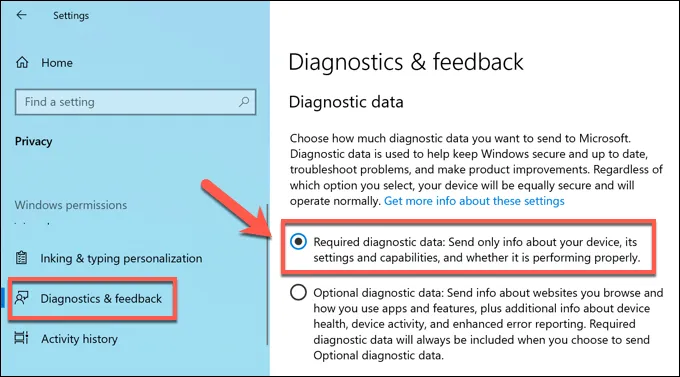 Settings
Home
Find a setting
Privacy
Windows permissions
Inking & typing personalization
Diagnostics & feedback
Activity history
Diagnostics & feedback
Diagnostic data
Choose how much diagnostic data you want to send to Microsoft.
Diagnostic data is used to help keep Windows secure and up to date,
troubleshoot problems, and make product improvements. Regardless
of which option you select, your device will be equally secure and will
operate normally. Get more info about these settings
Required diagnostic data: Send only info about your device, its
settings and capabilities, and whether it is performing properly.
Optional diagnostic data: Send info about websites you browse and
how you use apps and features, plus additional info about device
health, device activity, and enhanced error reporting. Required
diagnostic data will always be included when you choose to send
Optional diagnostic data.